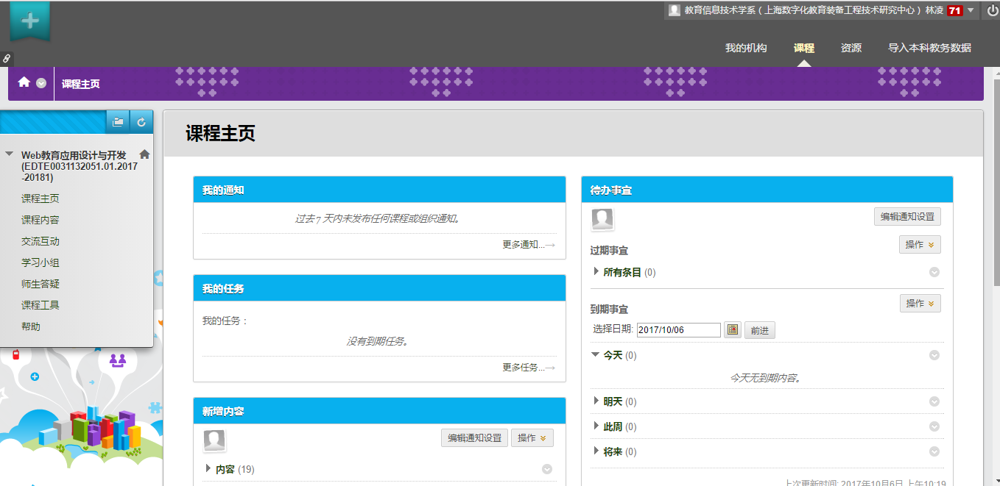 教育信息技术学系（上海数字化教育装备工程技术研究中心）林凌 71
我的机构 课程 资源 导入本科教务数据
课程主页
课程主页
Web教育应用设计与开发
(EDTE0031132051.01.2017
-20181)
课程主页
课程内容
交流互动
学习小组
师生答疑
课程工具
帮助
我的通知
过去 7 天内未发布任何课程或组织通知。
更多通知...→
我的任务
我的任务：
没有到期任务。
更多任务...→
新增内容
编辑通知设置 操作
内容 (19)
待办事宜
编辑通知设置
过期事宜
操作
所有条目 (0)
到期事宜
操作
选择日期: 2017/10/06 前进
今天 (0)
今天无到期内容。
明天 (0)
此周 (0)
将来 (0)
上次更新时间: 2017年10月6日 上午10:19